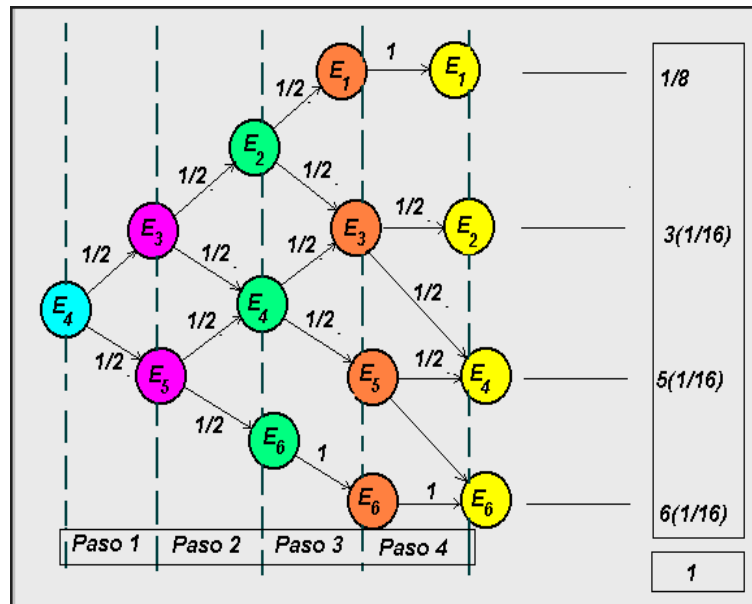 1
E1
E1
1/8
1/2
E2
1/2
1/2
1/2
E3
E3
E2
3(1/16)
1/2
1/2
1/2
1/2
E4
E4
1/2
1/2
1/2
1/2
E5
E5
E4
5(1/16)
1/2
E6
1
1
E6
E6
6(1/16)
Paso 1
Paso 2
Paso 3
Paso 4
1